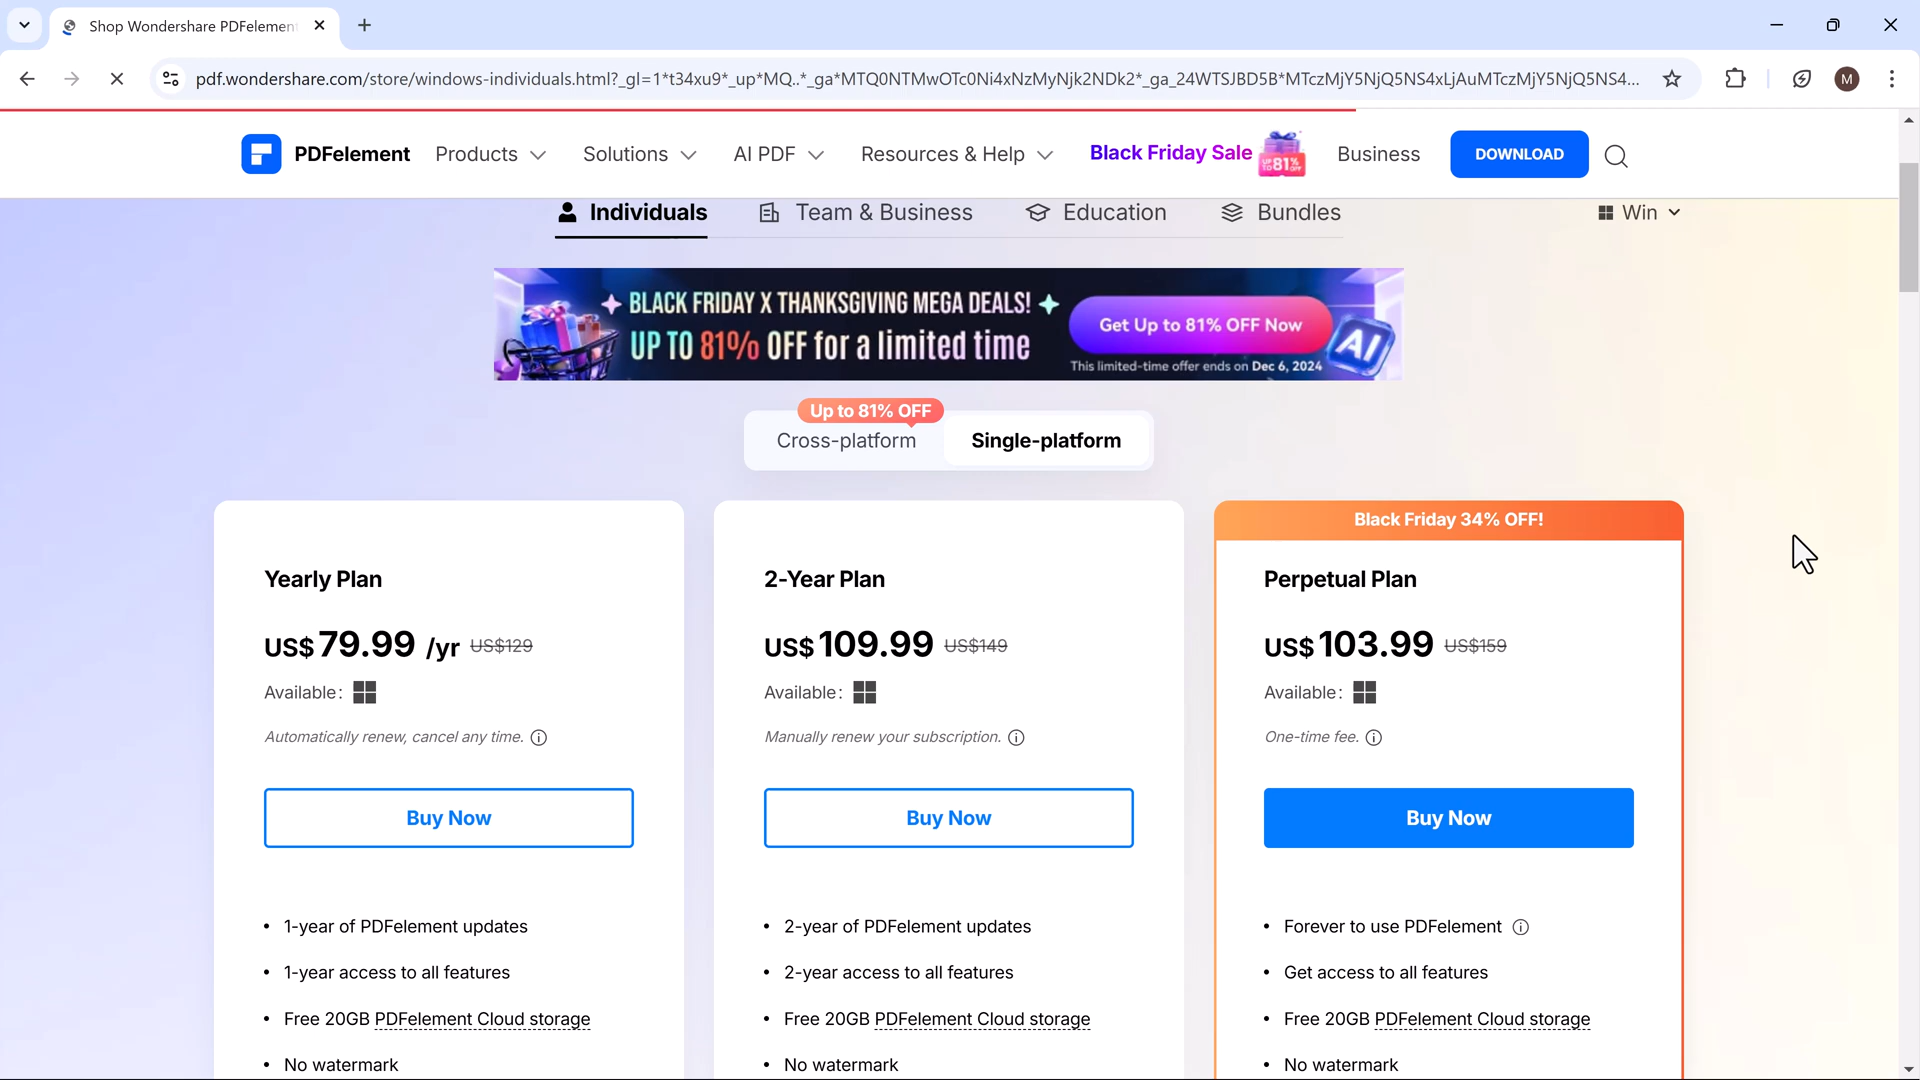 Shop Wondershare PDFelemen
pdf.wondershare.com/store/windows-individuals.html?_gl=1*t34xu9*_up*MQ..*_ga*MTQ0NTMwOTc0Ni4xNzMyNjk2NDk2*_ga_24WTSJBD5B*MTczMjY5NjQ5NS4xLjAuMTczMjY5NjQ5NS4...
M
PDFelement Products Solutions AI PDF Resources & Help Black Friday Sale UP TO 81% OFF Business DOWNLOAD
Individuals Team & Business Education Bundles Win
BLACK FRIDAY X THANKSGIVING MEGA DEALS!
UP TO 81% OFF for a limited time
Get Up to 81% OFF Now
This limited-time offer ends on Dec 6, 2024
AI
Up to 81% OFF
Cross-platform Single-platform
Black Friday 34% OFF!
Yearly Plan
US$79.99 /yr US$129
Available:
Automatically renew, cancel any time.
Buy Now
• 1-year of PDFelement updates
• 1-year access to all features
• Free 20GB PDFelement Cloud storage
• No watermark
2-Year Plan
US$109.99 US$149
Available:
Manually renew your subscription.
Buy Now
• 2-year of PDFelement updates
• 2-year access to all features
• Free 20GB PDFelement Cloud storage
• No watermark
Perpetual Plan
US$103.99 US$159
Available:
One-time fee.
Buy Now
• Forever to use PDFelement
• Get access to all features
• Free 20GB PDFelement Cloud storage
• No watermark